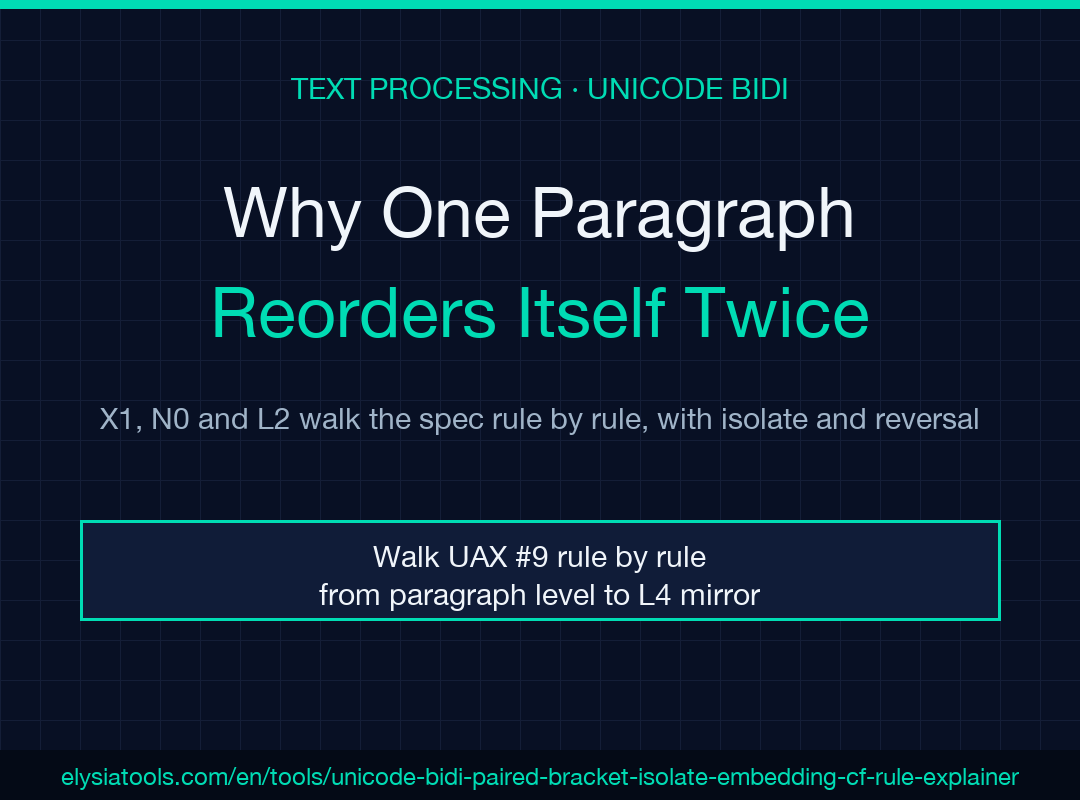 TEXT PROCESSING · UNICODE BIDI
Why One Paragraph
Reorders Itself Twice
X1, N0 and L2 walk the spec rule by rule, with isolate and reversal
Walk UAX #9 rule by rule
from paragraph level to L4 mirror
elysiatools.com/en/tools/unicode-bidi-paired-bracket-isolate-embedding-cf-rule-explainer